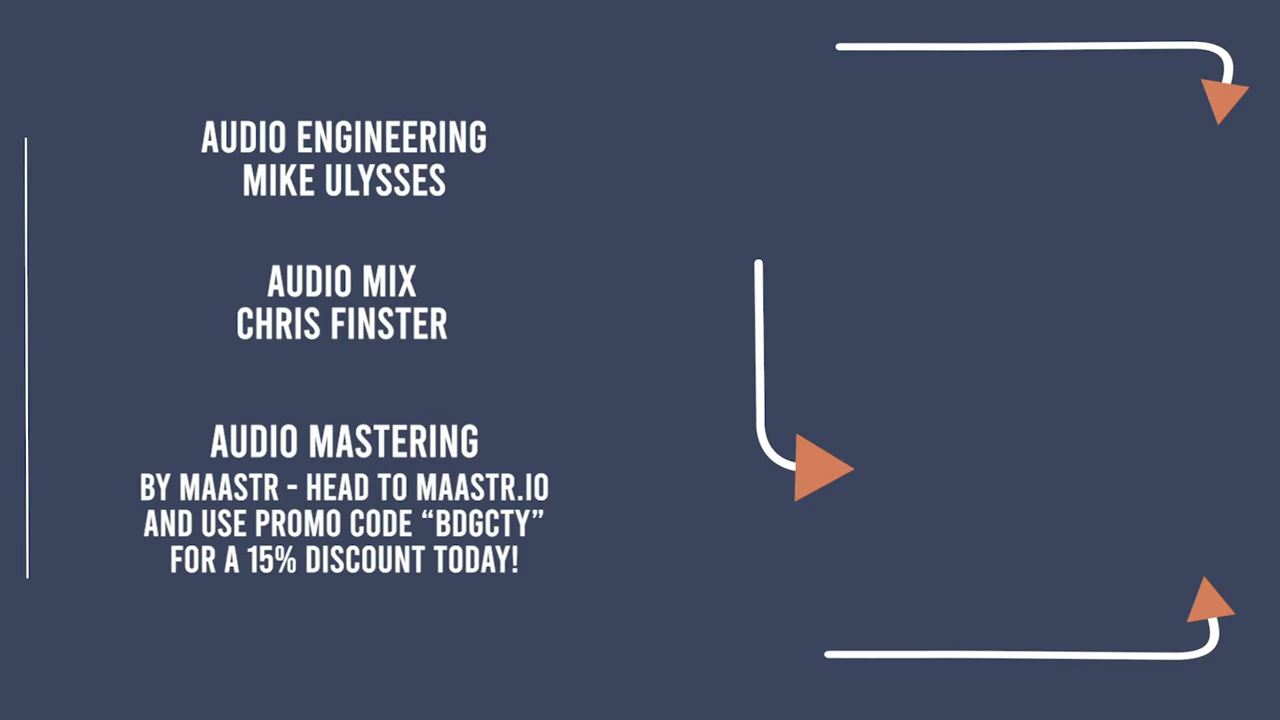 AUDIO ENGINEERING
MIKE ULYSSES
AUDIO MIX
CHRIS FINSTER
AUDIO MASTERING
BY MAASTR - HEAD TO MAASTR.IO
AND USE PROMO CODE “BDGCTY”
FOR A 15% DISCOUNT TODAY!